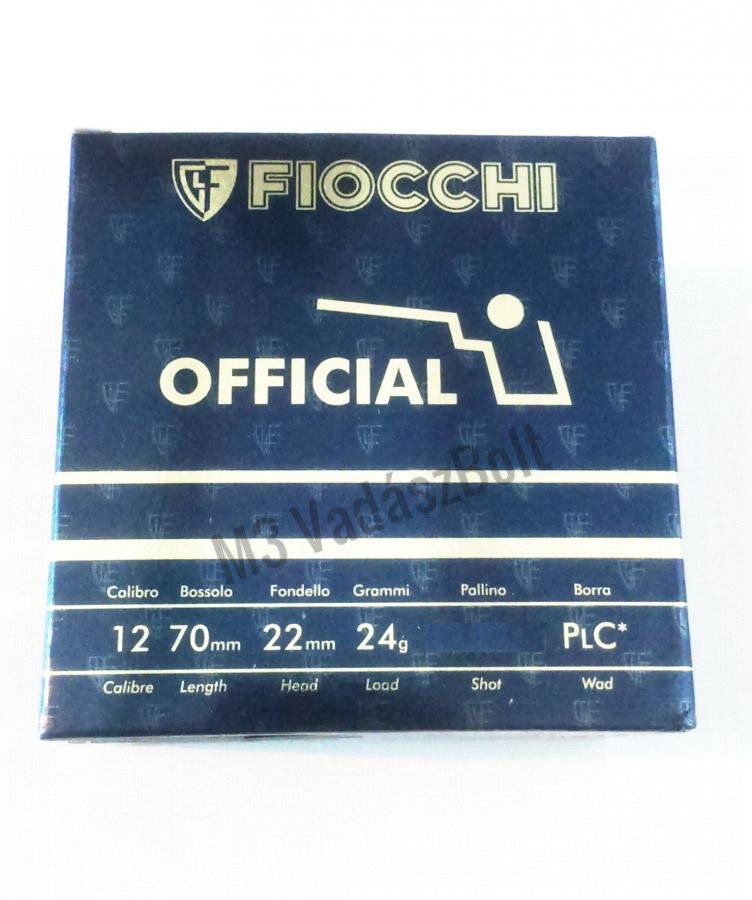 FIOCCHI
OFFICIAL
M3 VadászBolt
Calibro Bossolo Fondello Grammi Pallino Borra
12 70mm 22mm 24g PLC*
Calibre Length Head Load Shot Wad